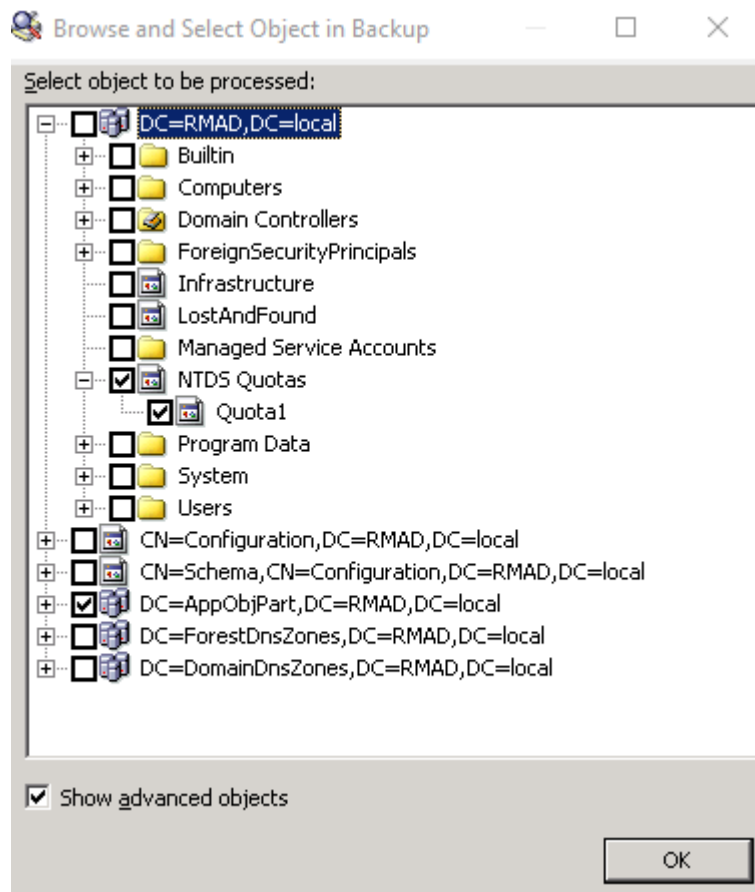 Browse and Select Object in Backup
Select object to be processed:
DC=RMAD,DC=local
Builtin
Computers
Domain Controllers
ForeignSecurityPrincipals
Infrastructure
LostAndFound
Managed Service Accounts
NTDS Quotas
Quota1
Program Data
System
Users
CN=Configuration,DC=RMAD,DC=local
CN=Schema,CN=Configuration,DC=RMAD,DC=local
DC=AppObjPart,DC=RMAD,DC=local
DC=ForestDnsZones,DC=RMAD,DC=local
DC=DomainDnsZones,DC=RMAD,DC=local
Show advanced objects
OK